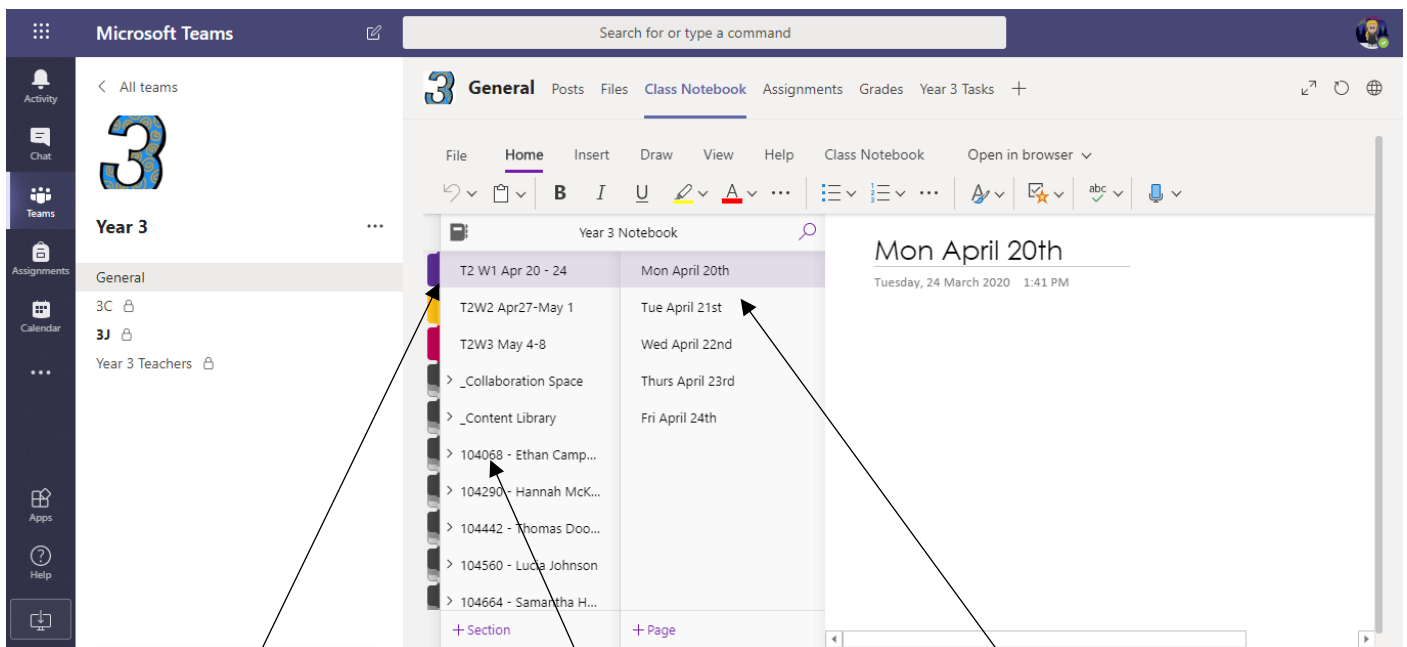 Microsoft Teams
Search for or type a command
Activity
Chat
Teams
Assignments
Calendar
Apps
Help
All teams
3
Year 3
General
3C
3J
Year 3 Teachers
3
General Posts Files Class Notebook Assignments Grades Year 3 Tasks
File Home Insert Draw View Help Class Notebook Open in browser
B I U A abc
Year 3 Notebook
T2 W1 Apr 20 - 24
T2W2 Apr27-May 1
T2W3 May 4-8
_Collaboration Space
_Content Library
104068 - Ethan Camp...
104290 - Hannah McK...
104442 - Thomas Doo...
104560 - Lucia Johnson
104664 - Samantha H...
+ Section
Mon April 20th
Tue April 21st
Wed April 22nd
Thurs April 23rd
Fri April 24th
+ Page
Mon April 20th
Tuesday, 24 March 2020 1:41 PM